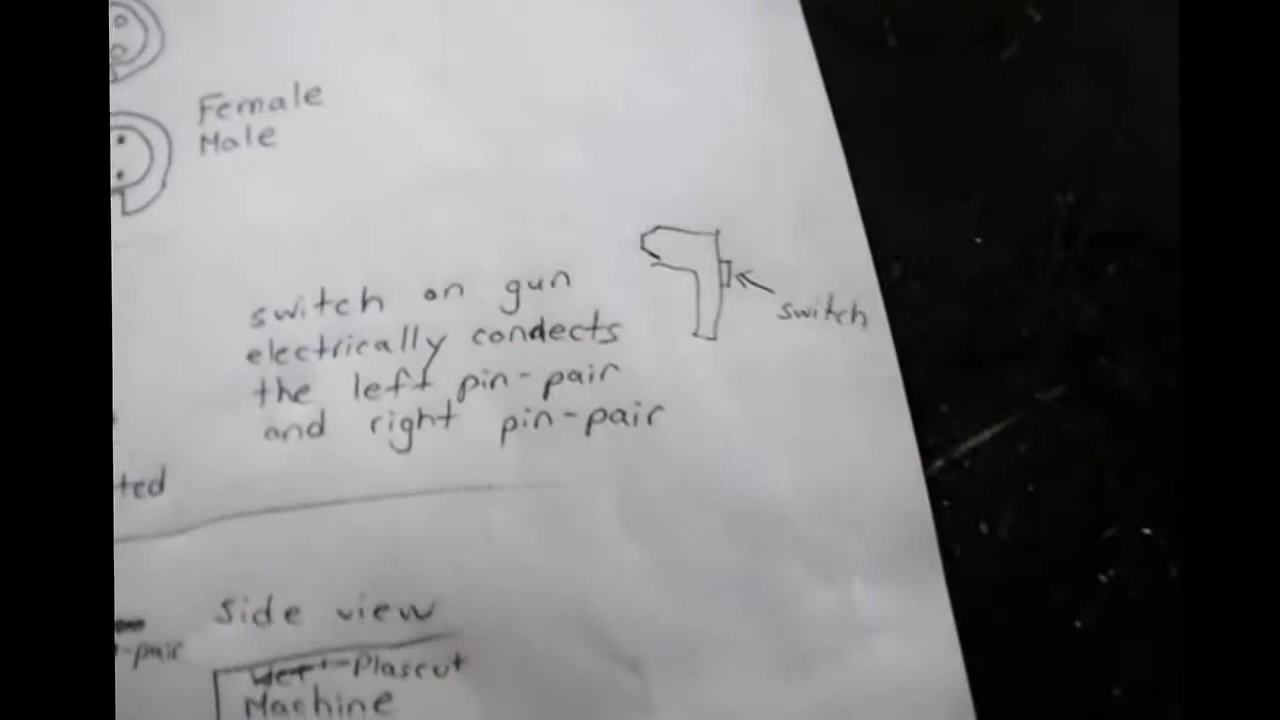 Female
Male
switch on gun
electrically condects
the left pin-pair
and right pin-pair
switch
ted
-pair
side view
-Plascut
Machine